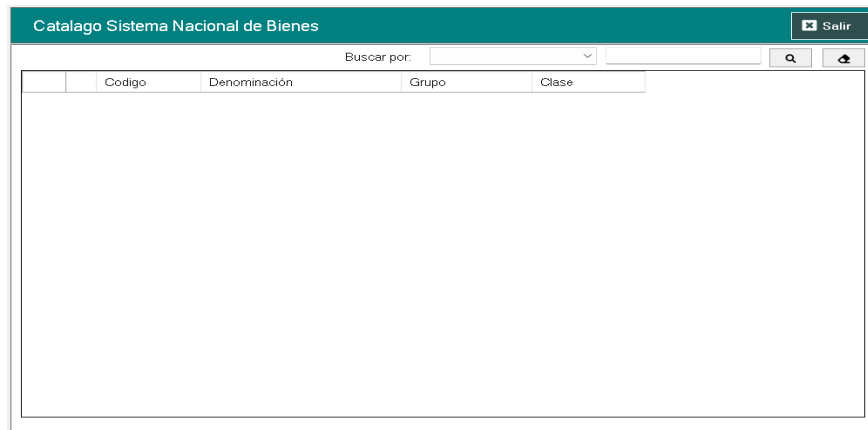 Catalago Sistema Nacional de Bienes
Salir
Buscar por:
Codigo Denominación Grupo Clase